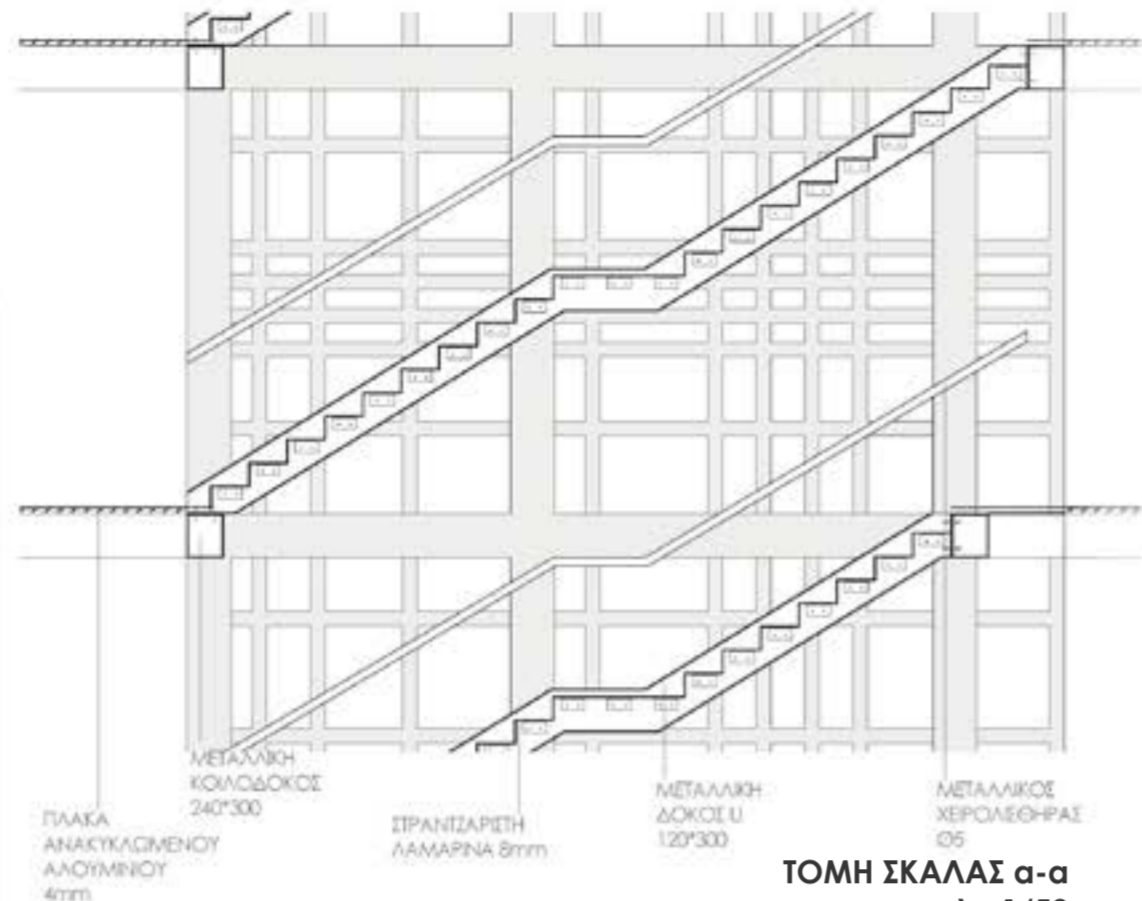 ΜΕΤΑΛΛΙΚΗ
ΚΟΙΛΟΔΟΚΟΣ
240*300
ΠΛΑΚΑ
ΑΝΑΚΥΚΛΩΜΕΝΟΥ
ΑΛΟΥΜΙΝΙΟΥ
4mm
ΣΤΡΑΝΤΖΑΡΙΣΤΗ
ΛΑΜΑΡΙΝΑ 8mm
ΜΕΤΑΛΛΙΚΗ
ΔΟΚΟΣ U
120*300
ΜΕΤΑΛΛΙΚΟΣ
ΧΕΙΡΟΛΙΣΘΗΡΑΣ
Ø5
ΤΟΜΗ ΣΚΑΛΑΣ α-α